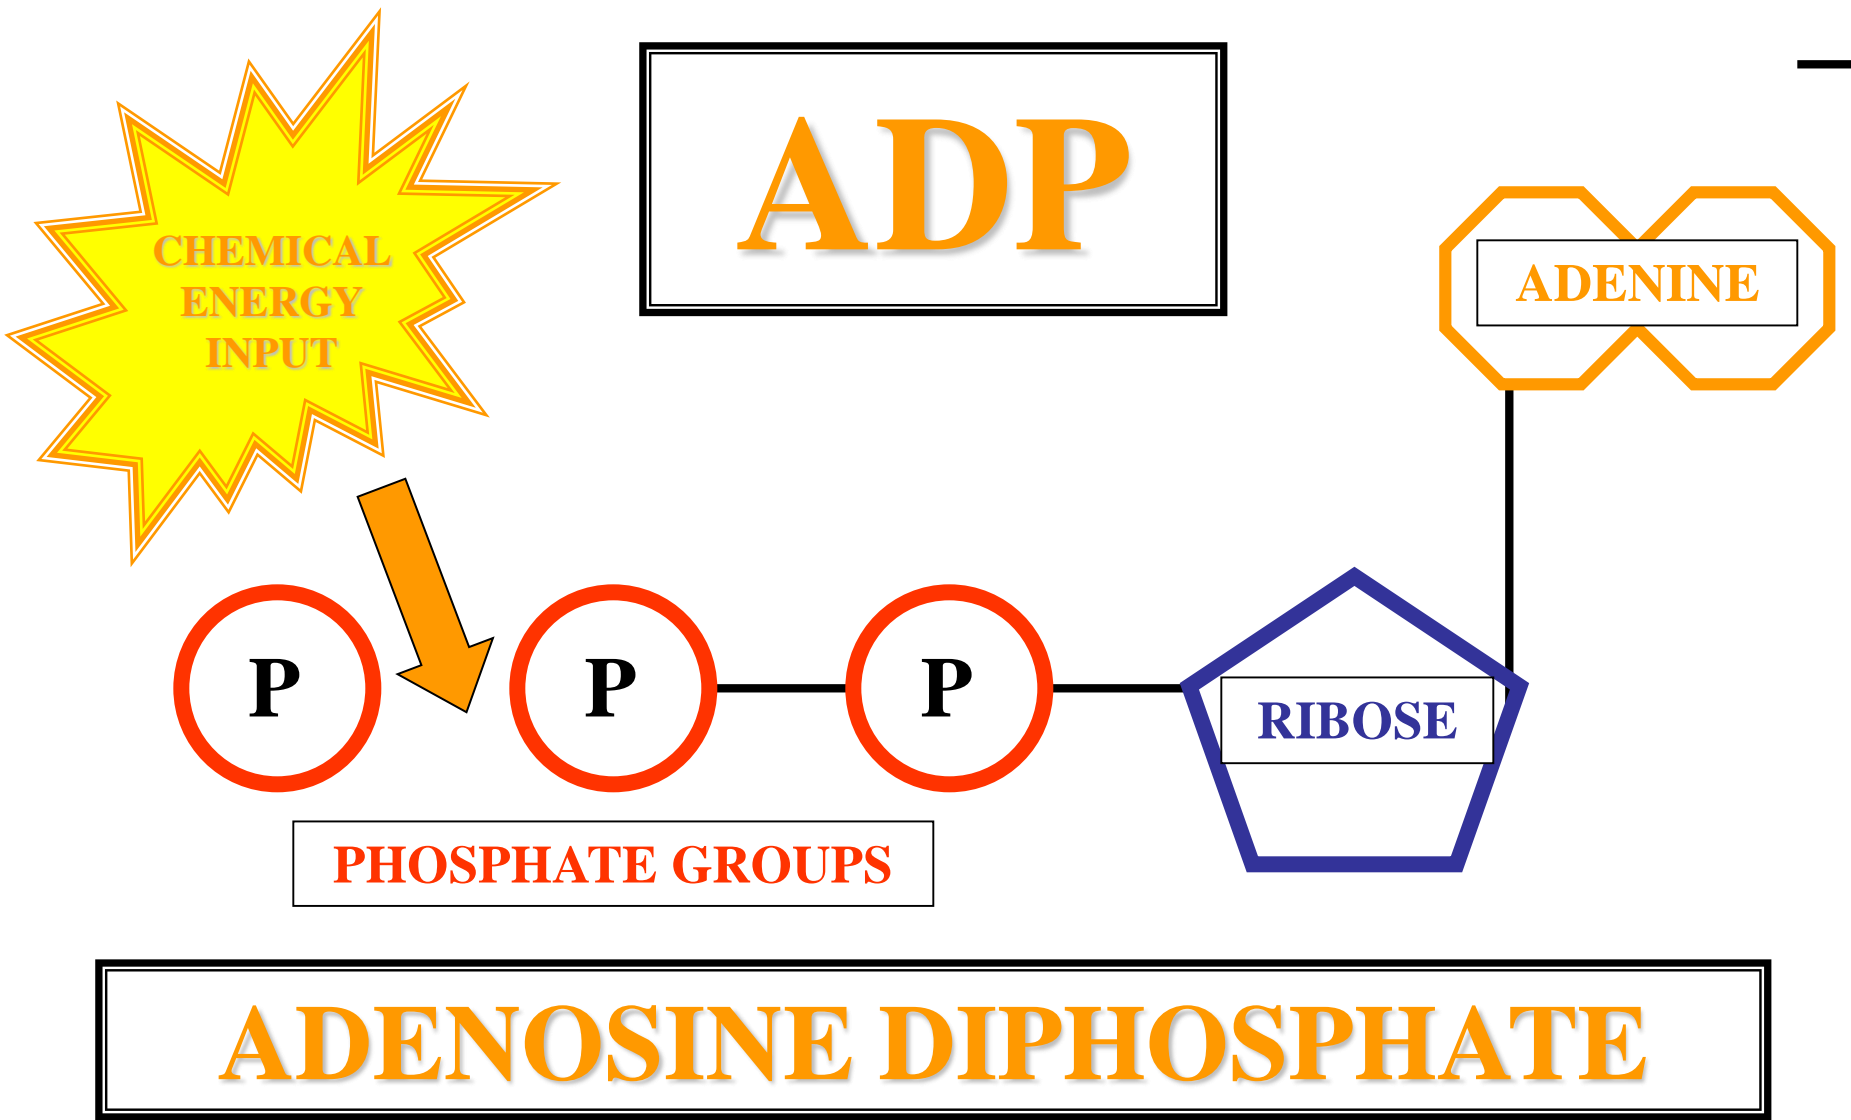 ADP
CHEMICAL
ENERGY
INPUT
ADENINE
P
P
P
RIBOSE
PHOSPHATE GROUPS
ADENOSINE DIPHOSPHATE